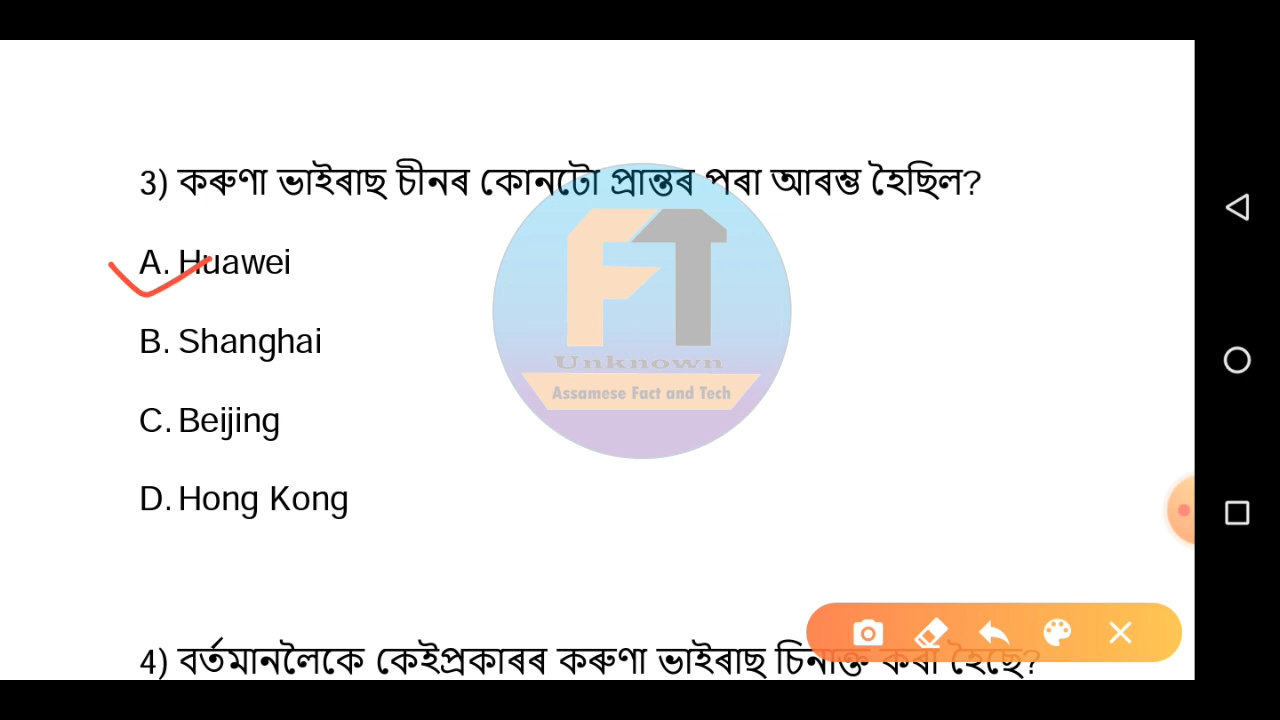 3) কৰুণা ভাইৰাছ চীনৰ কোনটো প্ৰান্তৰ পৰা আৰম্ভ হৈছিল?
A. Huawei
B. Shanghai
C. Beijing
D. Hong Kong
FT
Unknown
Assamese Fact and Tech
4) বৰ্তমানলৈকে কেইপ্ৰকাৰৰ কৰুণা ভাইৰাছ চিনাক্ত কৰা হৈছে?